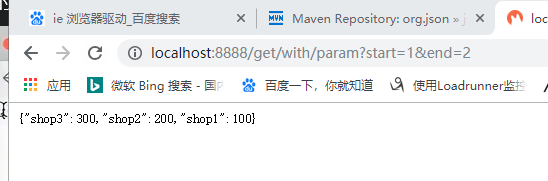 ie 浏览器驱动_百度搜索 Maven Repository: org.json » j loc
localhost:8888/get/with/param?start=1&end=2
应用 微软 Bing 搜索 - 国内 百度一下，你就知道 使用Loadrunner监控
{"shop3": 300,"shop2": 200,"shop1": 100}